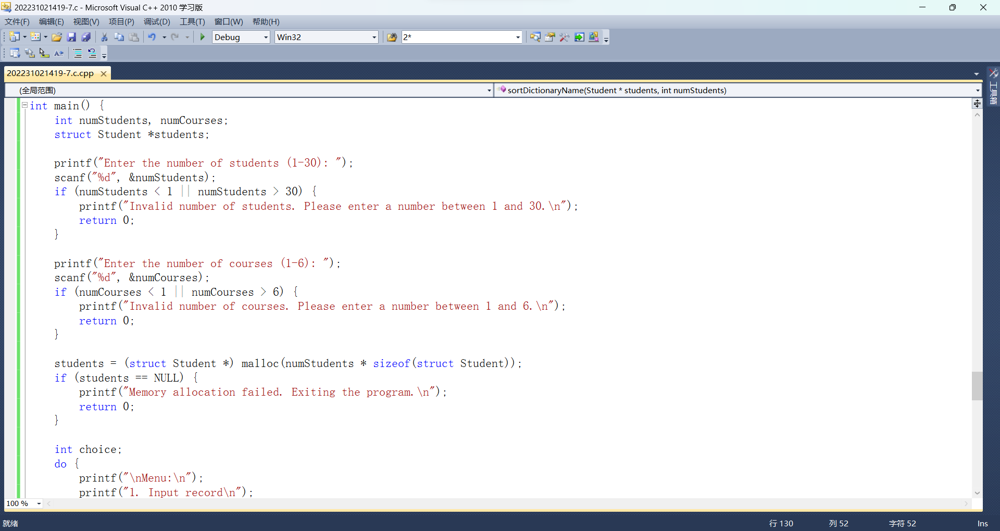 202231021419-7.c - Microsoft Visual C++ 2010 学习版
文件(F) 编辑(E) 视图(V) 项目(P) 调试(D) 工具(T) 窗口(W) 帮助(H)
Debug Win32 2*
202231021419-7.c.cpp
工具箱
(全局范围) sortDictionaryName(Student * students, int numStudents)
int main() {
    int numStudents, numCourses;
    struct Student *students;
    printf("Enter the number of students (1-30): ");
    scanf("%d", &numStudents);
    if (numStudents < 1 || numStudents > 30) {
        printf("Invalid number of students. Please enter a number between 1 and 30.\n");
        return 0;
    }
    printf("Enter the number of courses (1-6): ");
    scanf("%d", &numCourses);
    if (numCourses < 1 || numCourses > 6) {
        printf("Invalid number of courses. Please enter a number between 1 and 6.\n");
        return 0;
    }
    students = (struct Student *) malloc(numStudents * sizeof(struct Student));
    if (students == NULL) {
        printf("Memory allocation failed. Exiting the program.\n");
        return 0;
    }
    int choice;
    do {
        printf("\nMenu:\n");
        printf("1. Input record\n");
100 %
就绪 行 130 列 52 字符 52 Ins